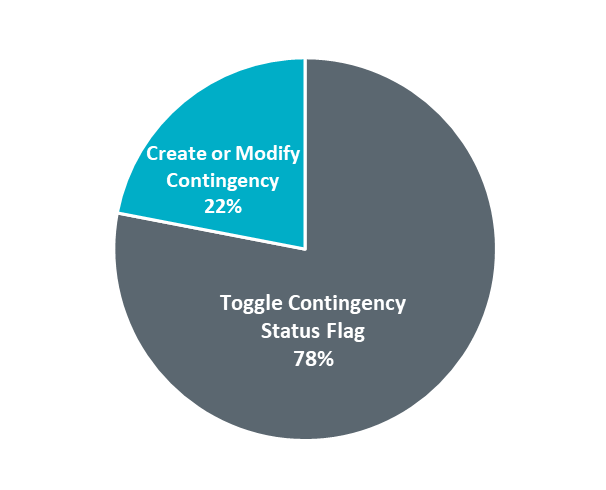 Create or Modify
Contingency
22%
Toggle Contingency
Status Flag
78%